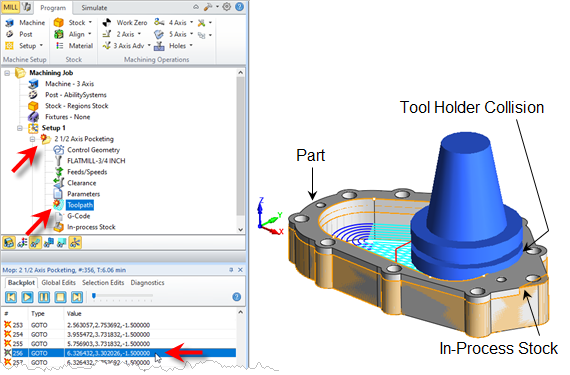 MILL Program Simulate
Machine Stock Work Zero 4 Axis
Post Align 2 Axis 5 Axis
Setup Material 3 Axis Adv Holes
Machine Setup Stock Machining Operations
Machining Job
Machine - 3 Axis
Post - AbilitySystems
Stock - Regions Stock
Fixtures - None
Setup 1
2 1/2 Axis Pocketing
Control Geometry
FLATMILL-3/4 INCH
Feeds/Speeds
Clearance
Parameters
Toolpath
G-Code
In-process Stock
Mop: 2 1/2 Axis Pocketing, #:356, T:6.06 min
Backplot Global Edits Selection Edits Diagnostics
# Type Value
253 GOTO 2.563057,2.753692,-1.500000
254 GOTO 3.955472,3.731832,-1.500000
255 GOTO 5.756903,3.731832,-1.500000
256 GOTO 6.326432,3.302026,-1.500000
257 GOTO
Tool Holder Collision
Part
Z
X
In-Process Stock